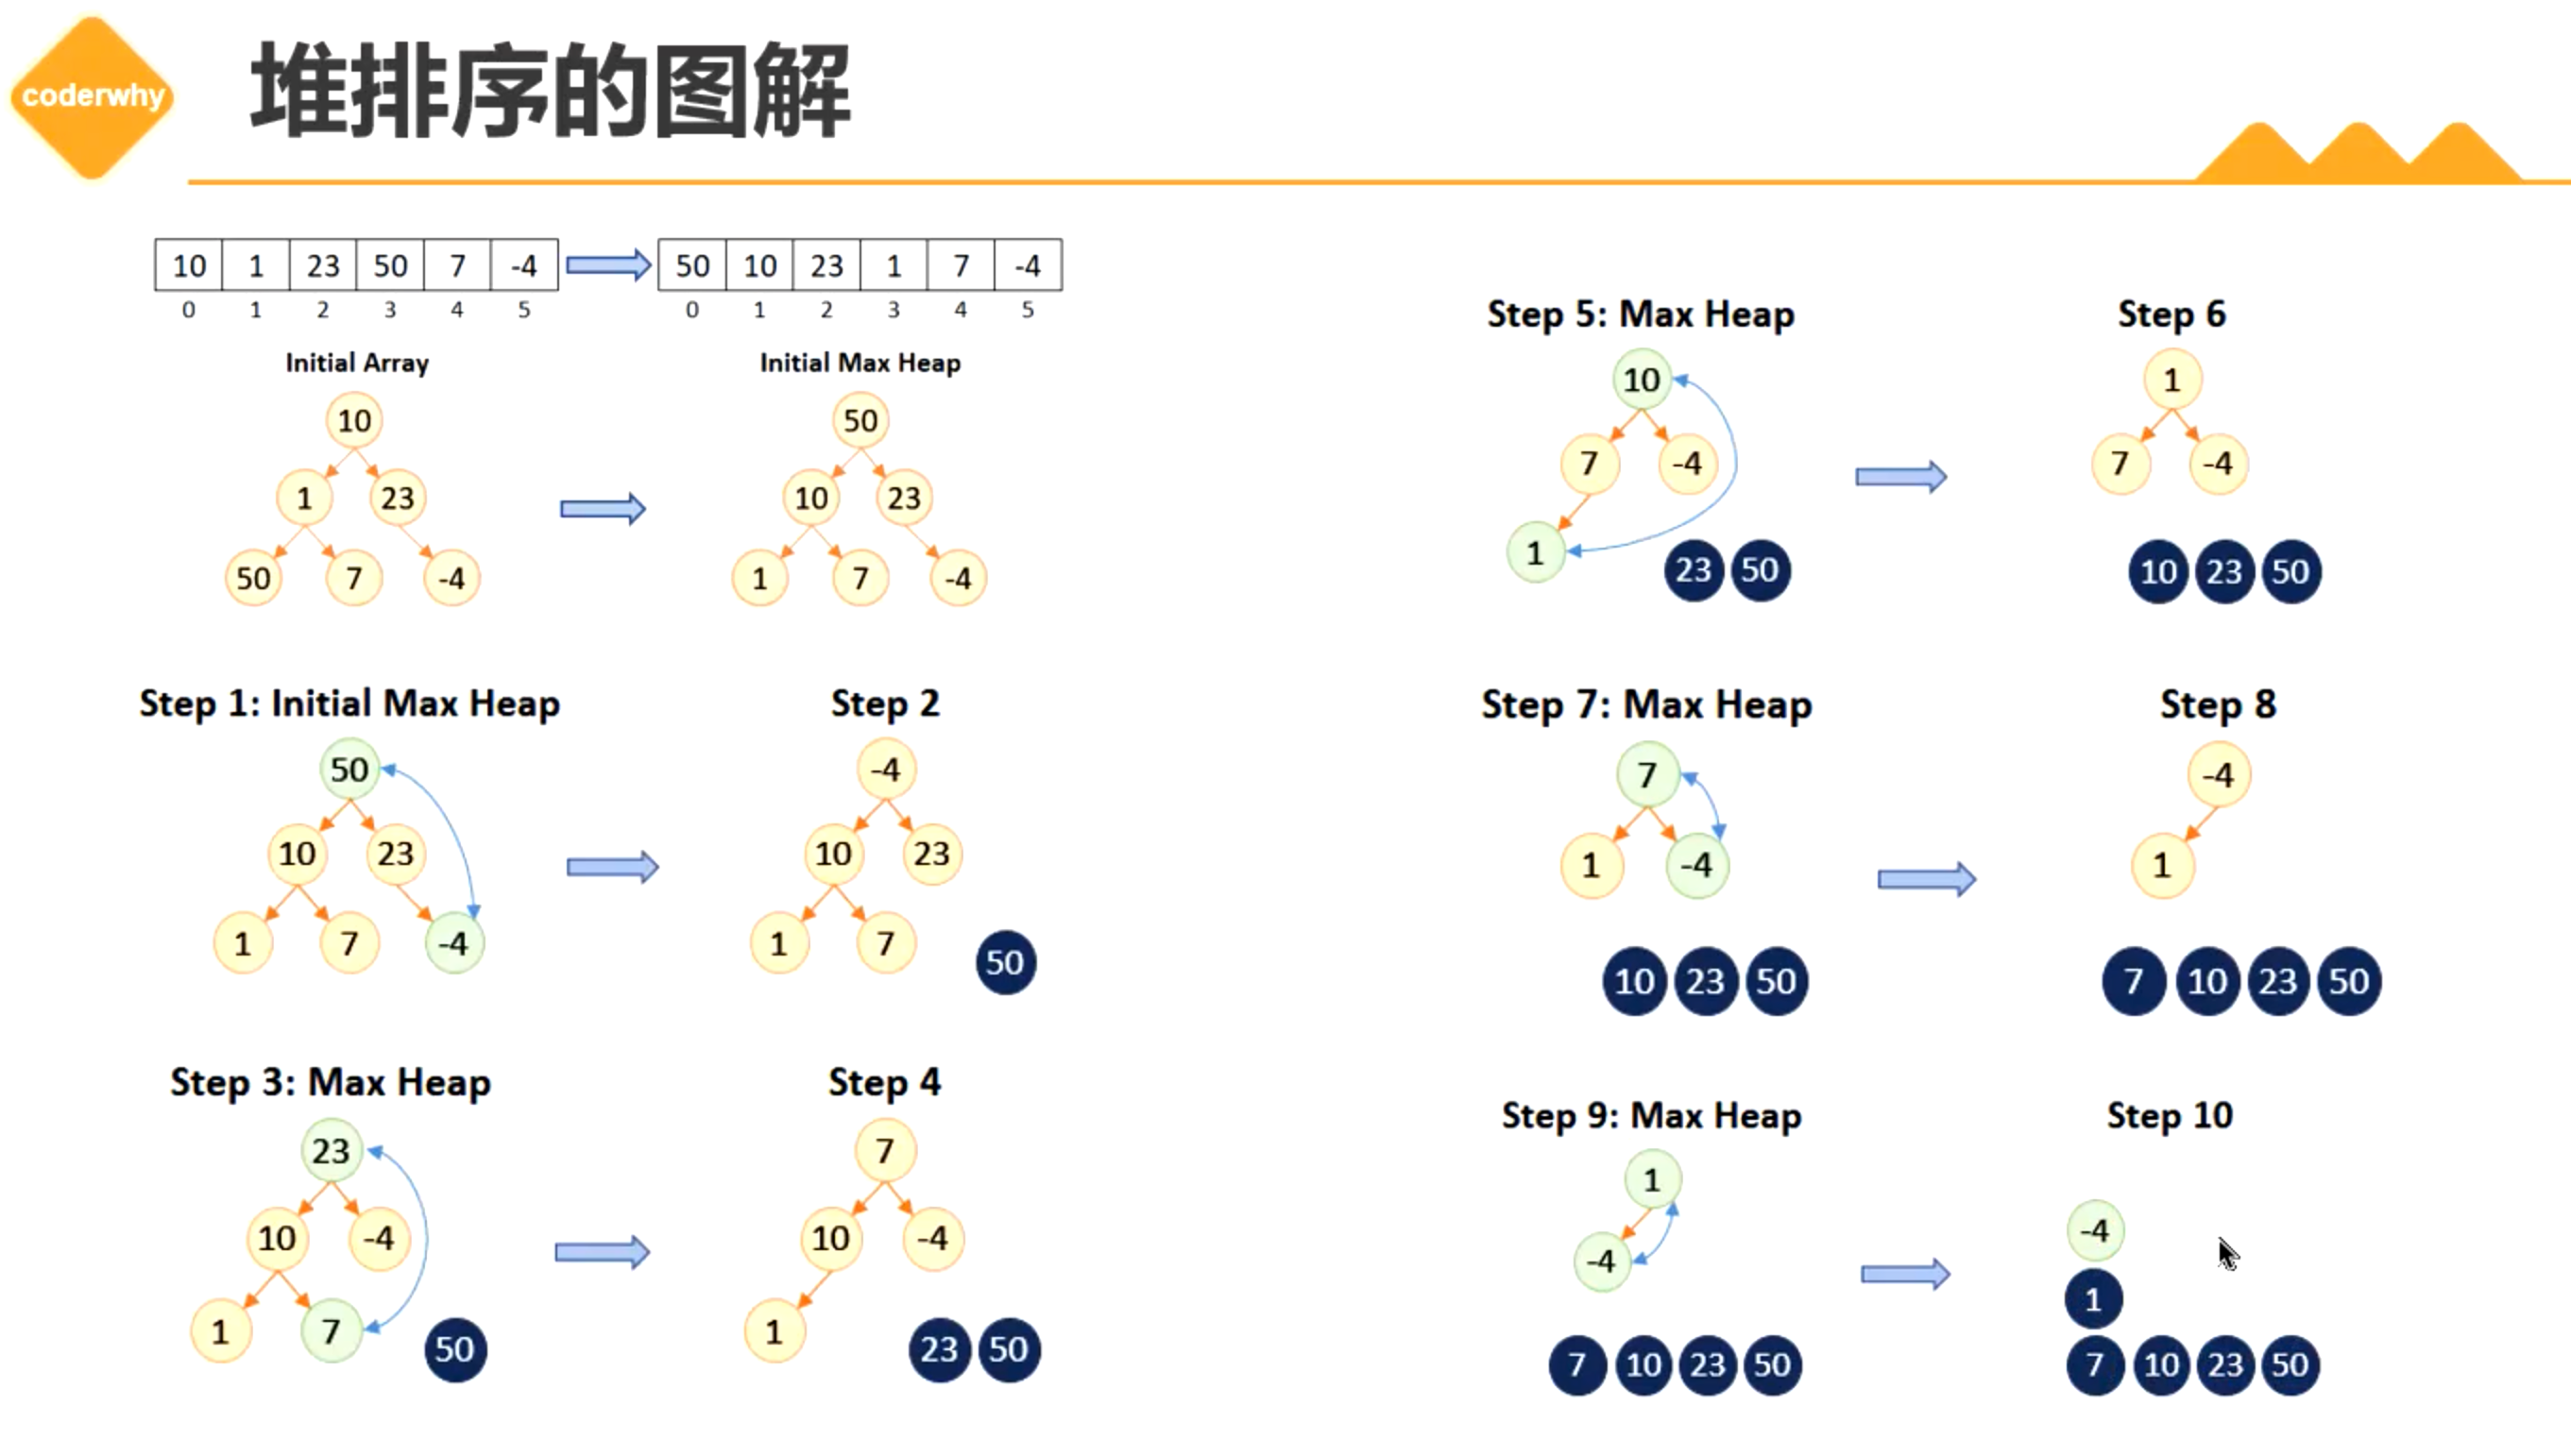 coderwhy
堆排序的图解
10 1 23 50 7 -4
0 1 2 3 4 5
50 10 23 1 7 -4
0 1 2 3 4 5
Initial Array
10
1 23
50 7 -4
Initial Max Heap
50
10 23
1 7 -4
Step 1: Initial Max Heap
50
10 23
1 7 -4
Step 2
-4
10 23
1 7
50
Step 3: Max Heap
23
10 -4
1 7
50
Step 4
7
10 -4
1
23 50
Step 5: Max Heap
10
7 -4
1
23 50
Step 6
1
7 -4
10 23 50
Step 7: Max Heap
7
1 -4
10 23 50
Step 8
-4
1
7 10 23 50
Step 9: Max Heap
1
-4
7 10 23 50
Step 10
-4
1
7 10 23 50